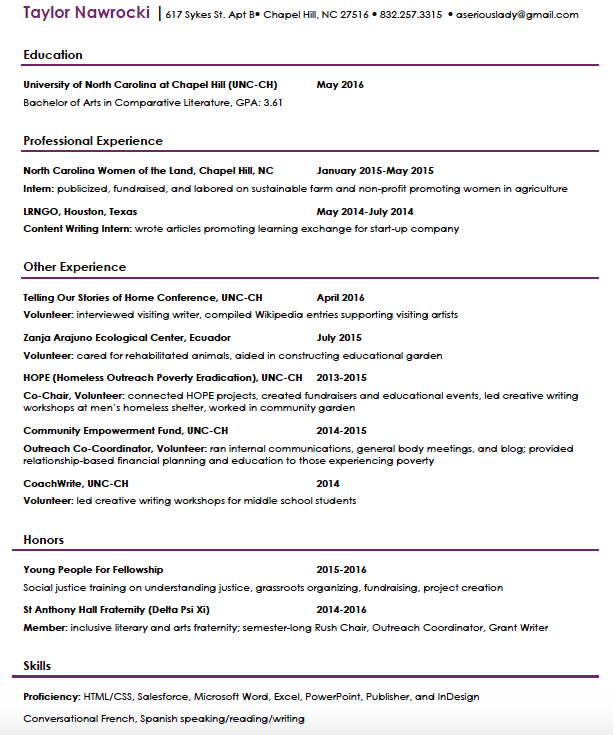 Taylor Nawrocki | 617 Sykes St. Apt B• Chapel Hill, NC 27516 • 832.257.3315 • aseriouslady@gmail.com
Education
University of North Carolina at Chapel Hill (UNC-CH) May 2016
Bachelor of Arts in Comparative Literature, GPA: 3.61
Professional Experience
North Carolina Women of the Land, Chapel Hill, NC January 2015-May 2015
Intern: publicized, fundraised, and labored on sustainable farm and non-profit promoting women in agriculture
LRNGO, Houston, Texas May 2014-July 2014
Content Writing Intern: wrote articles promoting learning exchange for start-up company
Other Experience
Telling Our Stories of Home Conference, UNC-CH April 2016
Volunteer: interviewed visiting writer, compiled Wikipedia entries supporting visiting artists
Zanja Arajuno Ecological Center, Ecuador July 2015
Volunteer: cared for rehabilitated animals, aided in constructing educational garden
HOPE (Homeless Outreach Poverty Eradication), UNC-CH 2013-2015
Co-Chair, Volunteer: connected HOPE projects, created fundraisers and educational events, led creative writing
workshops at men's homeless shelter, worked in community garden
Community Empowerment Fund, UNC-CH 2014-2015
Outreach Co-Coordinator, Volunteer: ran internal communications, general body meetings, and blog; provided
relationship-based financial planning and education to those experiencing poverty
CoachWrite, UNC-CH 2014
Volunteer: led creative writing workshops for middle school students
Honors
Young People For Fellowship 2015-2016
Social justice training on understanding justice, grassroots organizing, fundraising, project creation
St Anthony Hall Fraternity (Delta Psi Xi) 2014-2016
Member: inclusive literary and arts fraternity; semester-long Rush Chair, Outreach Coordinator, Grant Writer
Skills
Proficiency: HTML/CSS, Salesforce, Microsoft Word, Excel, PowerPoint, Publisher, and InDesign
Conversational French, Spanish speaking/reading/writing